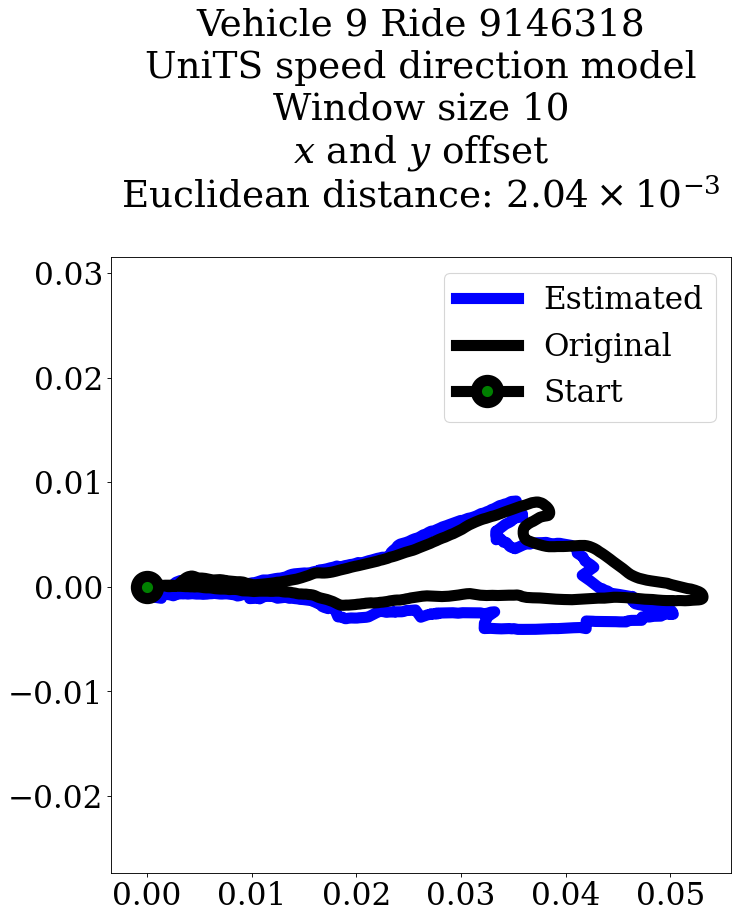 Vehicle 9 Ride 9146318
UniTS speed direction model
Window size 10
x and y offset
Euclidean distance: 2.04 × 10⁻³
Estimated
Original
Start
0.03
0.02
0.01
0.00
−0.01
−0.02
0.00 0.01 0.02 0.03 0.04 0.05